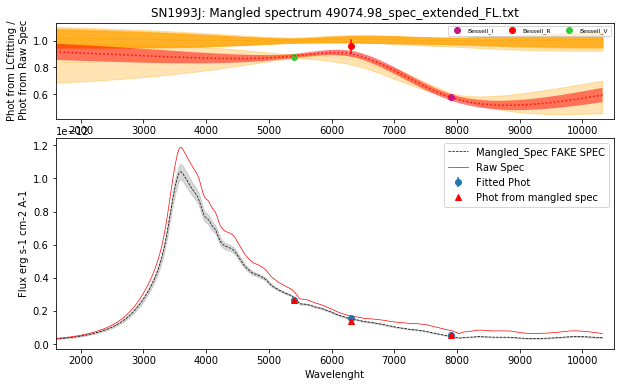 SN1993J: Mangled spectrum 49074.98_spec_extended_FL.txt
Phot from LCfitting /
Phot from Raw Spec
1.0
0.8
0.6
Bessell_I
Bessell_R
Bessell_V
2000 3000 4000 5000 6000 7000 8000 9000 10000
Flux erg s-1 cm-2 A-1
1.2
1.0
0.8
0.6
0.4
0.2
0.0
Mangled_Spec FAKE SPEC
Raw Spec
Fitted Phot
Phot from mangled spec
2000 3000 4000 5000 6000 7000 8000 9000 10000
Wavelenght